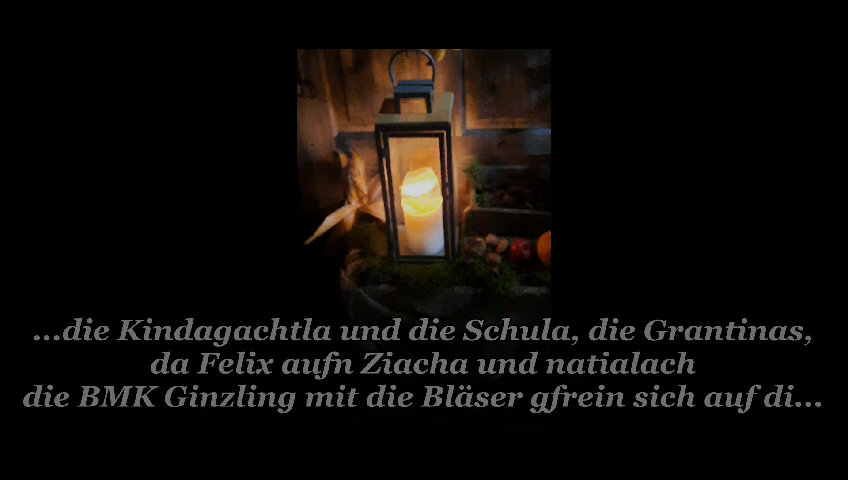 ...die Kindagachtla und die Schula, die Grantinas,
da Felix aufn Ziacha und natialach
die BMK Ginzling mit die Bläser gfrein sich auf di...